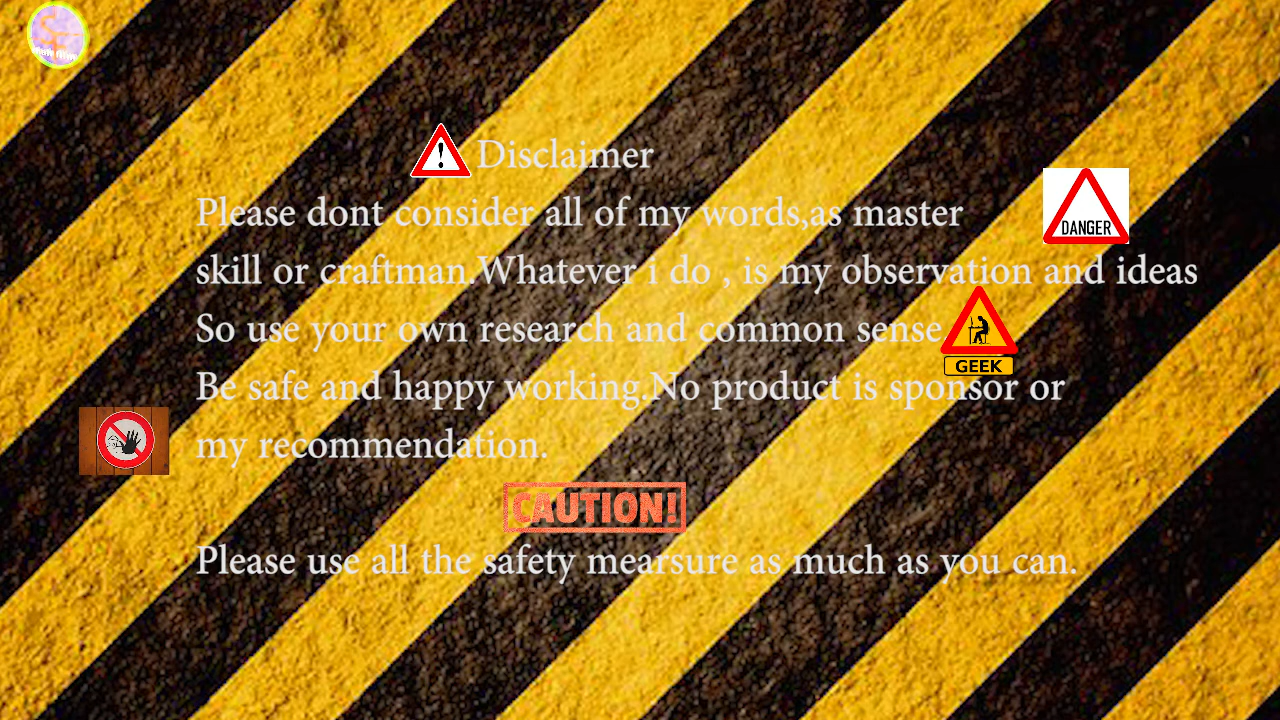 Disclaimer
Please dont consider all of my words,as master
DANGER
skill or craftman.Whatever i do , is my observation and ideas
So use your own research and common sense
GEEK
Be safe and happy working.No product is sponsor or
my recommendation.
CAUTION!
Please use all the safety mearsure as much as you can.